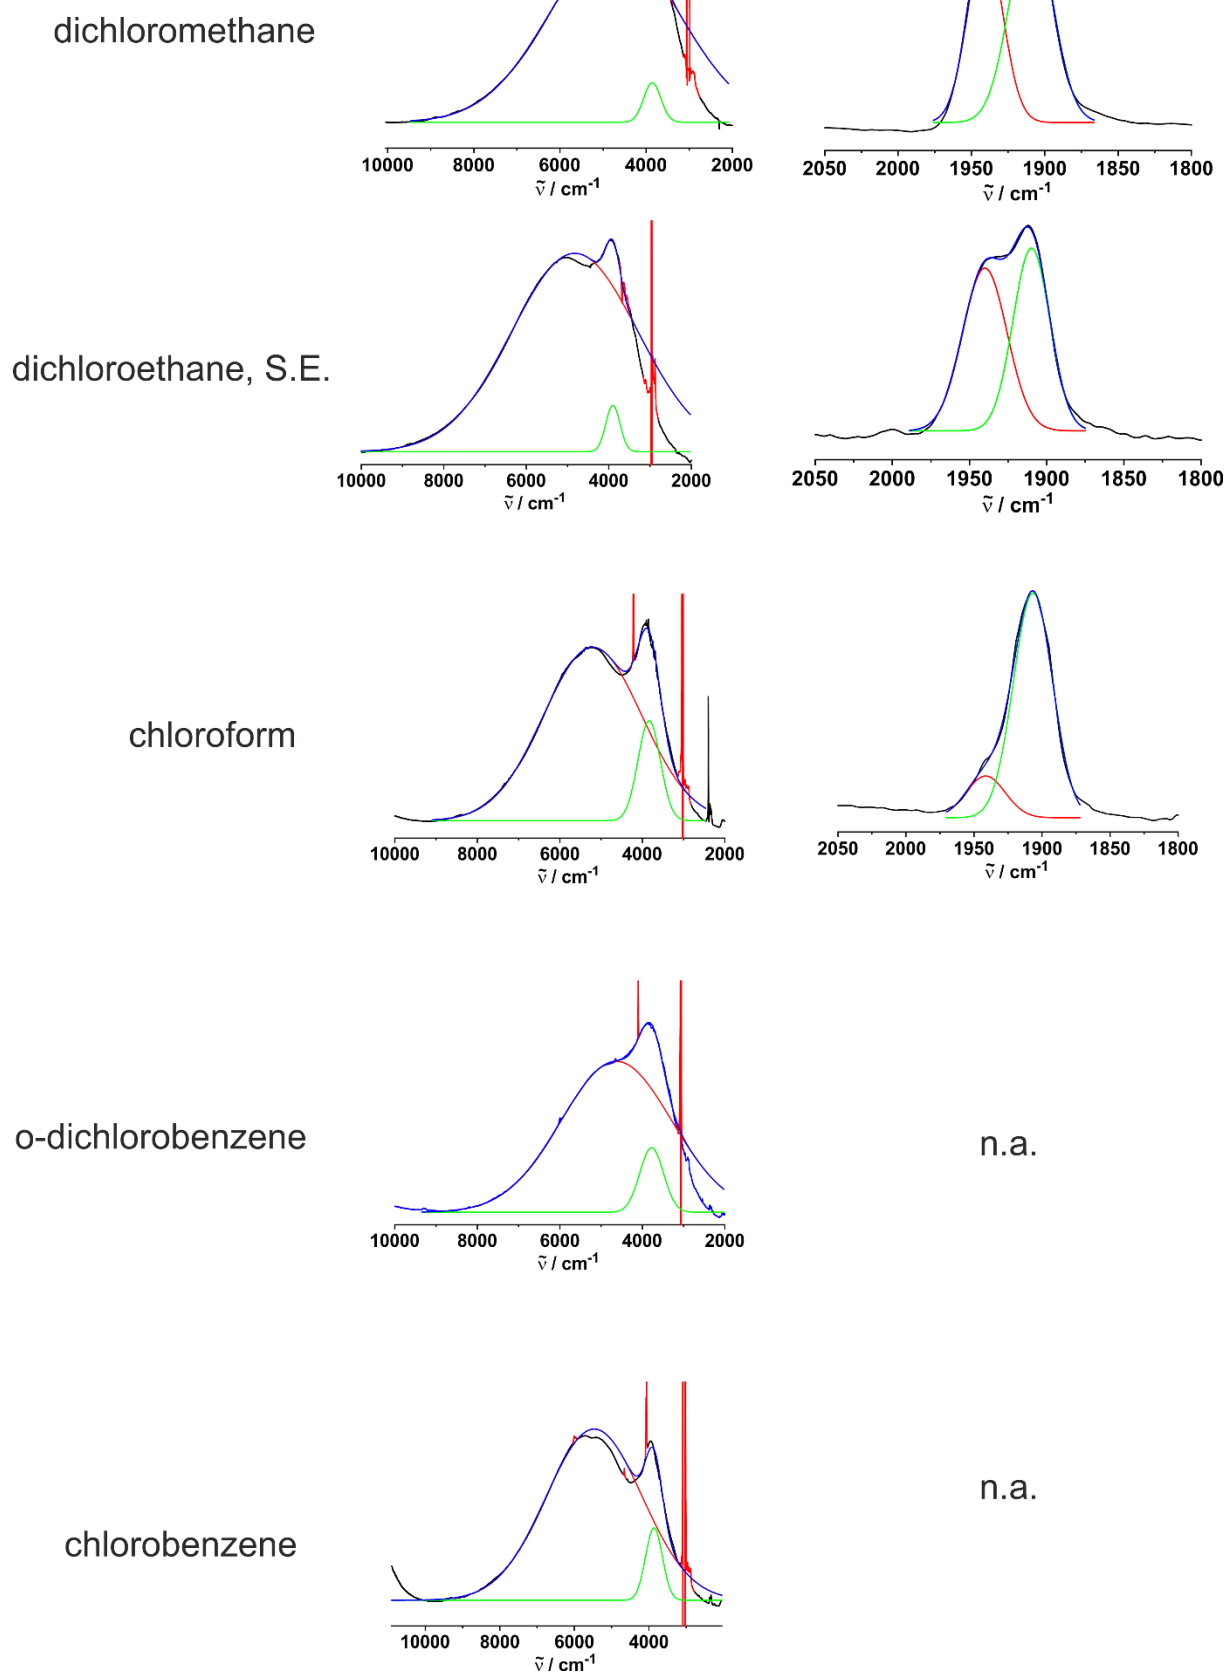 dichloromethane
10000 8000 6000 4000 2000
ṽ / cm⁻¹
2050 2000 1950 1900 1850 1800
ṽ / cm⁻¹
dichloroethane, S.E.
10000 8000 6000 4000 2000
ṽ / cm⁻¹
2050 2000 1950 1900 1850 1800
ṽ / cm⁻¹
chloroform
10000 8000 6000 4000 2000
ṽ / cm⁻¹
2050 2000 1950 1900 1850 1800
ṽ / cm⁻¹
o-dichlorobenzene
10000 8000 6000 4000 2000
ṽ / cm⁻¹
n.a.
chlorobenzene
10000 8000 6000 4000
ṽ / cm⁻¹
n.a.